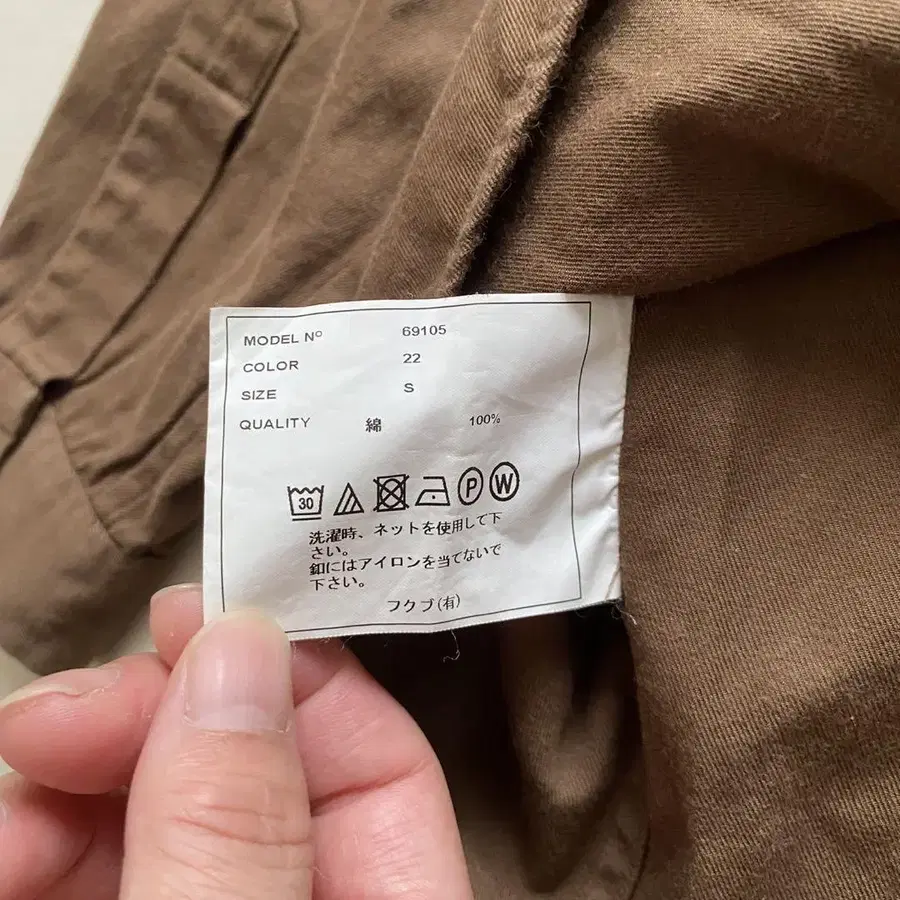 MODEL Nº 69105
COLOR 22
SIZE S
QUALITY 綿 100%
30 P W
洗濯時、ネットを使用して下
さい。
釦にはアイロンを当てないで
下さい。
フクブ(有)